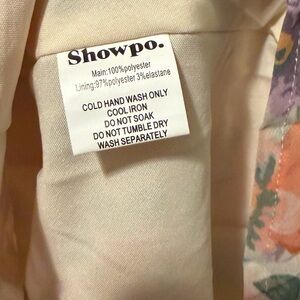 Showpo.
Main:100%polyester
Lining:97%polyester 3%elastane
COLD HAND WASH ONLY
COOL IRON
DO NOT SOAK
DO NOT TUMBLE DRY
WASH SEPARATELY